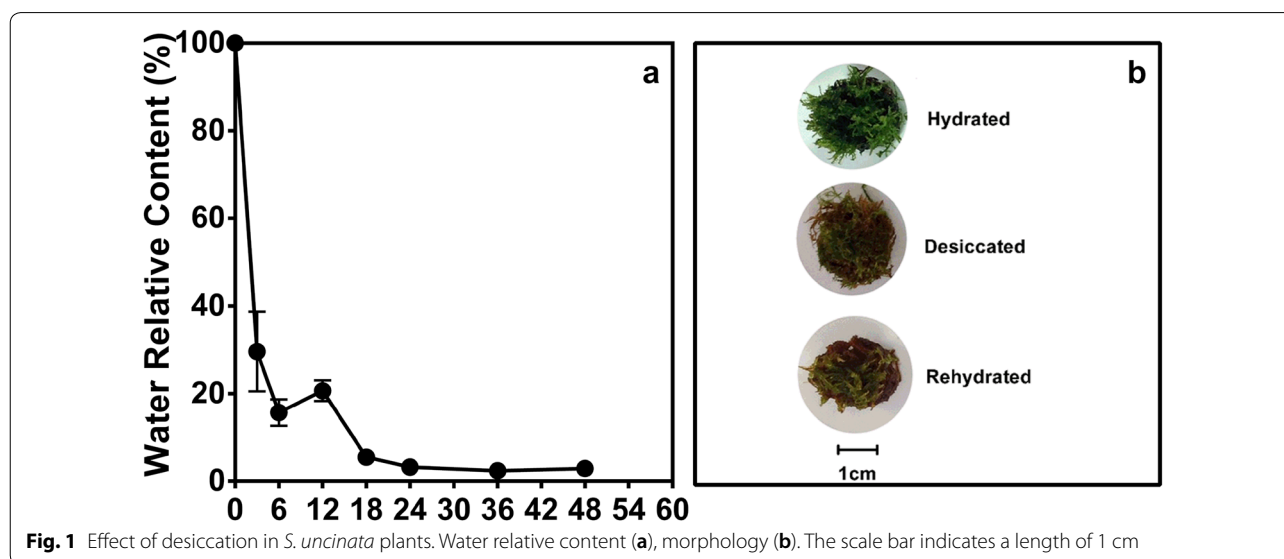 Water Relative Content (%)
100
80
60
40
20
0
0 6 12 18 24 30 36 42 48 54 60
a
b
Hydrated
Desiccated
Rehydrated
1cm
Fig. 1 Effect of desiccation in S. uncinata plants. Water relative content (a), morphology (b). The scale bar indicates a length of 1 cm